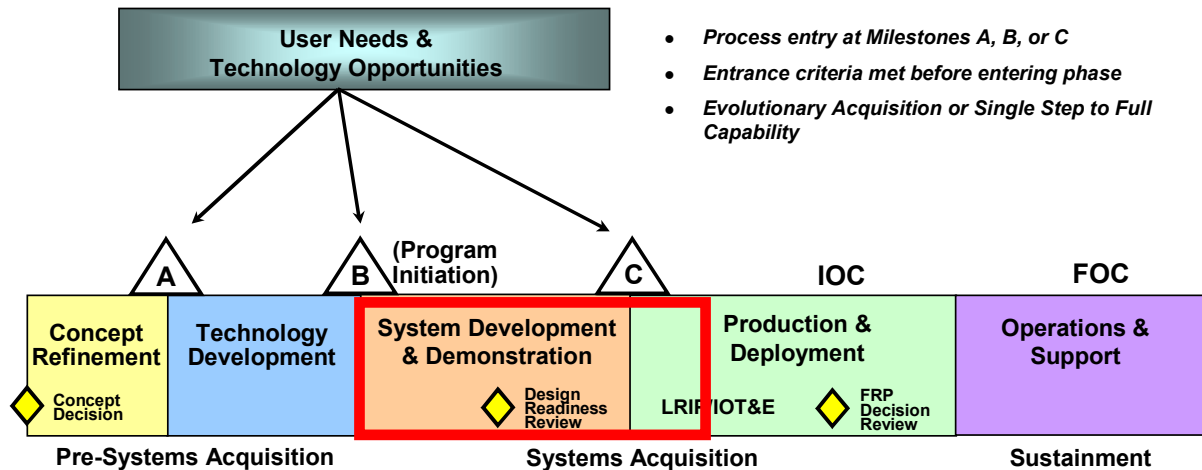 User Needs &
Technology Opportunities
• Process entry at Milestones A, B, or C
• Entrance criteria met before entering phase
• Evolutionary Acquisition or Single Step to Full
Capability
A
B
(Program
Initiation)
C
IOC
FOC
Concept
Refinement
Technology
Development
System Development
& Demonstration
Production &
Deployment
Operations &
Support
Concept
Decision
Design
Readiness
Review
LRIP/IOT&E
FRP
Decision
Review
Pre-Systems Acquisition
Systems Acquisition
Sustainment